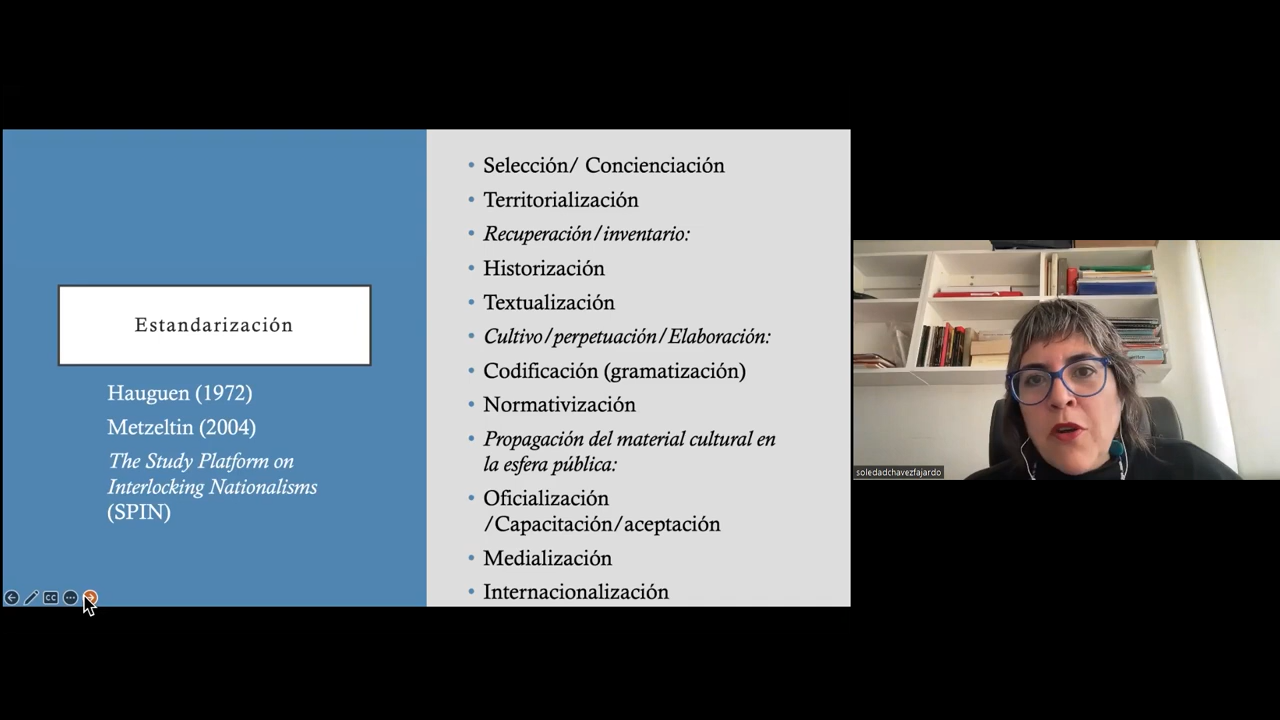 Estandarización
Hauguen (1972)
Metzeltin (2004)
The Study Platform on
Interlocking Nationalisms
(SPIN)
• Selección/ Concienciación
• Territorialización
• Recuperación/inventario:
• Historización
• Textualización
• Cultivo/perpetuación/Elaboración:
• Codificación (gramatización)
• Normativización
• Propagación del material cultural en
la esfera pública:
• Oficialización
/Capacitación/aceptación
• Medialización
• Internacionalización
CC
soledadchavezfajardo